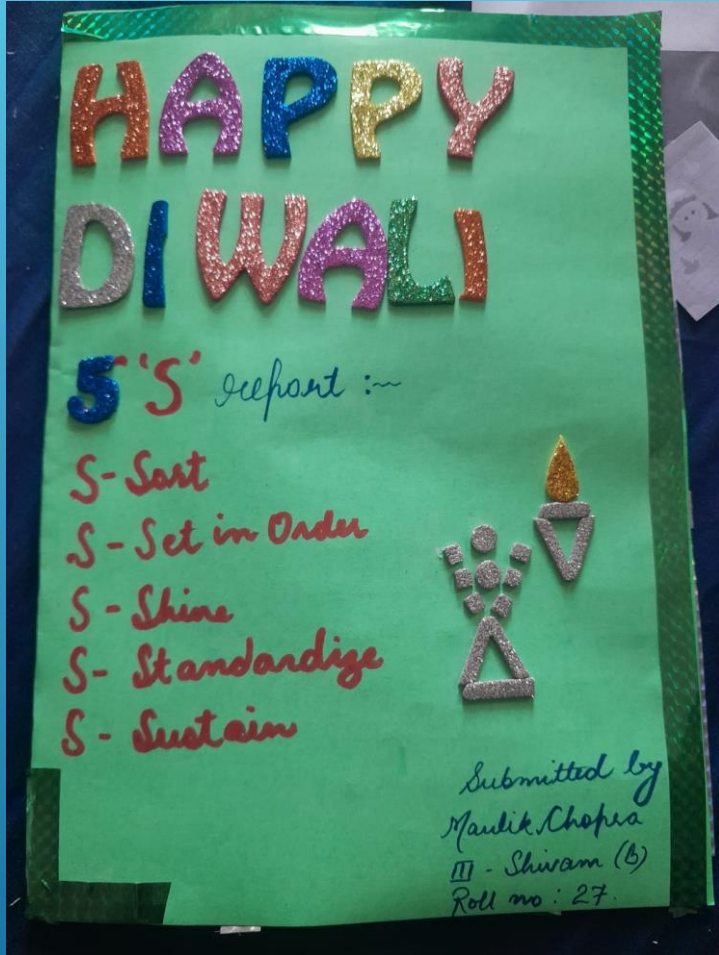 HAPPY
DIWALI
5 'S' report :~
S - Sort
S - Set in Order
S - Shine
S - Standardize
S - Sustain
Submitted by
Maulik Chopra
III - Shivam (B)
Roll no : 27.